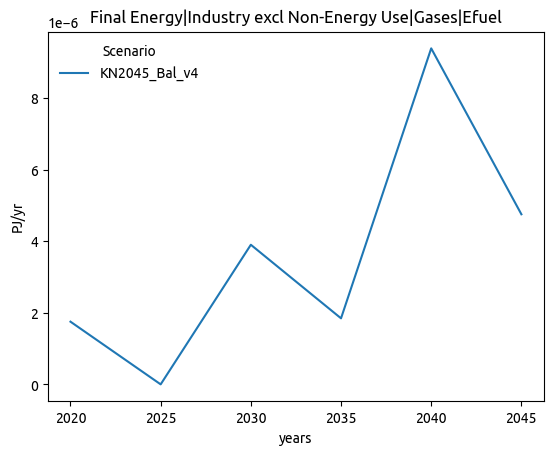 Final Energy|Industry excl Non-Energy Use|Gases|Efuel
1e−6
Scenario
KN2045_Bal_v4
8
6
4
2
0
PJ/yr
2020 2025 2030 2035 2040 2045
years